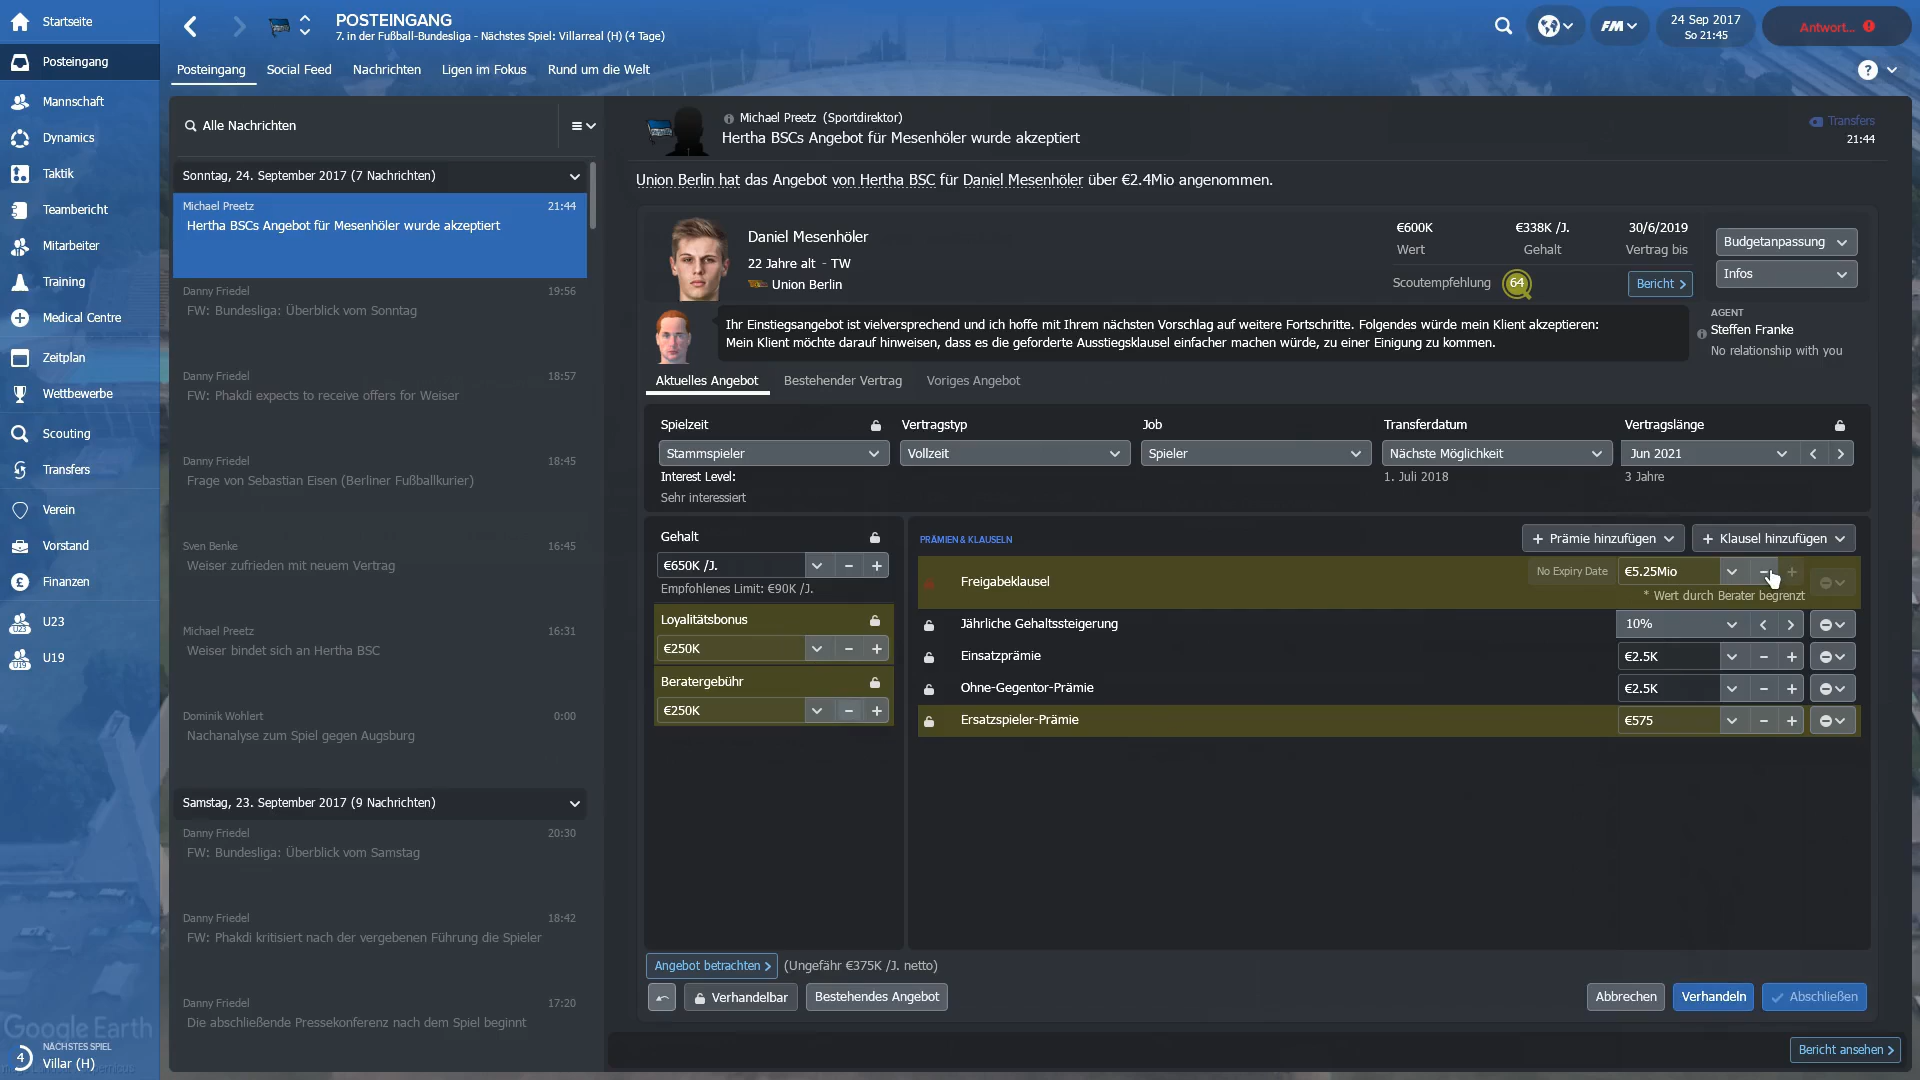 Startseite
Posteingang
Mannschaft
Dynamics
Taktik
Teambericht
Mitarbeiter
Training
Medical Centre
Zeitplan
Wettbewerbe
Scouting
Transfers
Verein
Vorstand
Finanzen
U23
U19
Google Earth
NÄCHSTES SPIEL
4
Villar (H)
POSTEINGANG
7. in der Fußball-Bundesliga - Nächstes Spiel: Villarreal (H) (4 Tage)
FM
24 Sep 2017
So 21:45
Antwort...
Posteingang
Social Feed
Nachrichten
Ligen im Fokus
Rund um die Welt
Alle Nachrichten
Sonntag, 24. September 2017 (7 Nachrichten)
Michael Preetz 21:44
Hertha BSCs Angebot für Mesenhöler wurde akzeptiert
Danny Friedel 19:56
FW: Bundesliga: Überblick vom Sonntag
Danny Friedel 18:57
FW: Phakdi expects to receive offers for Weiser
Danny Friedel 18:45
Frage von Sebastian Eisen (Berliner Fußballkurier)
Sven Benke 16:45
Weiser zufrieden mit neuem Vertrag
Michael Preetz 16:31
Weiser bindet sich an Hertha BSC
Dominik Wohlert 0:00
Nachanalyse zum Spiel gegen Augsburg
Samstag, 23. September 2017 (9 Nachrichten)
Danny Friedel 20:30
FW: Bundesliga: Überblick vom Samstag
Danny Friedel 18:42
FW: Phakdi kritisiert nach der vergebenen Führung die Spieler
Danny Friedel 17:20
Die abschließende Pressekonferenz nach dem Spiel beginnt
Michael Preetz (Sportdirektor)
Hertha BSCs Angebot für Mesenhöler wurde akzeptiert
Transfers
21:44
Union Berlin hat das Angebot von Hertha BSC für Daniel Mesenhöler über €2.4Mio angenommen.
Daniel Mesenhöler
22 Jahre alt - TW
Union Berlin
€600K €338K /J. 30/6/2019
Wert Gehalt Vertrag bis
Scoutempfehlung 64 Bericht
Budgetanpassung
Infos
Ihr Einstiegsangebot ist vielversprechend und ich hoffe mit Ihrem nächsten Vorschlag auf weitere Fortschritte. Folgendes würde mein Klient akzeptieren:
Mein Klient möchte darauf hinweisen, dass es die geforderte Ausstiegsklausel einfacher machen würde, zu einer Einigung zu kommen.
AGENT
Steffen Franke
No relationship with you
Aktuelles Angebot
Bestehender Vertrag
Voriges Angebot
Spielzeit
Stammspieler
Interest Level:
Sehr interessiert
Vertragstyp
Vollzeit
Job
Spieler
Transferdatum
Nächste Möglichkeit
1. Juli 2018
Vertragslänge
Jun 2021
3 Jahre
Gehalt
€650K /J.
Empfohlenes Limit: €90K /J.
Loyalitätsbonus
€250K
Beratergebühr
€250K
PRÄMIEN & KLAUSELN
+ Prämie hinzufügen
+ Klausel hinzufügen
Freigabeklausel No Expiry Date €5.25Mio
* Wert durch Berater begrenzt
Jährliche Gehaltssteigerung 10%
Einsatzprämie €2.5K
Ohne-Gegentor-Prämie €2.5K
Ersatzspieler-Prämie €575
Angebot betrachten (Ungefähr €375K /J. netto)
Verhandelbar
Bestehendes Angebot
Abbrechen
Verhandeln
Abschließen
Bericht ansehen